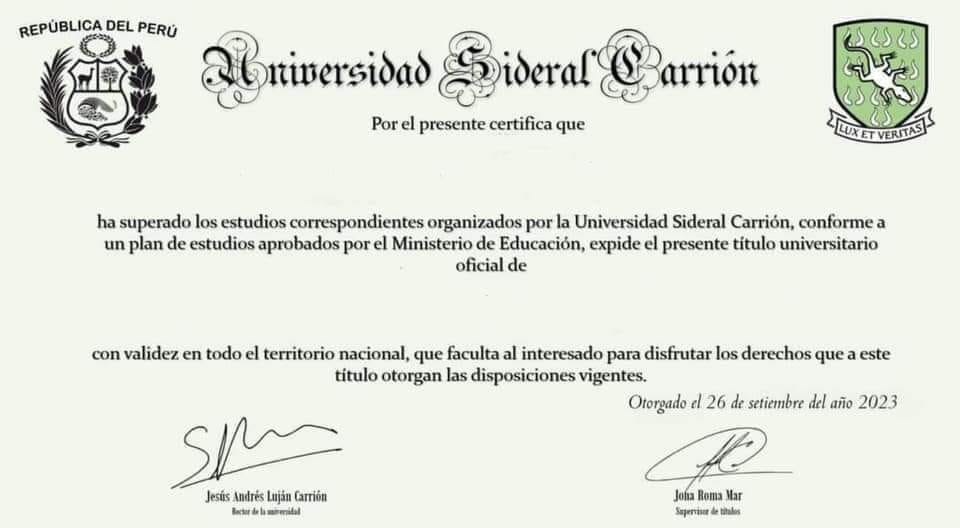 REPÚBLICA DEL PERÚ
Universidad Sideral Carrión
LUX ET VERITAS
Por el presente certifica que
ha superado los estudios correspondientes organizados por la Universidad Sideral Carrión, conforme a
un plan de estudios aprobados por el Ministerio de Educación, expide el presente título universitario
oficial de
con validez en todo el territorio nacional, que faculta al interesado para disfrutar los derechos que a este
título otorgan las disposiciones vigentes.
Otorgado el 26 de setiembre del año 2023
Jesús Andrés Luján Carrión
Rector de la universidad
Roma Mar
Supervisor de títulos